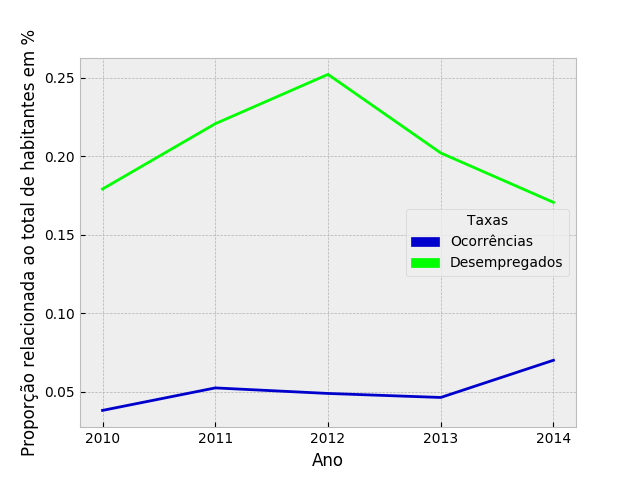 Proporção relacionada ao total de habitantes em %
0.25
0.20
0.15
0.10
0.05
Taxas
Ocorrências
Desempregados
2010 2011 2012 2013 2014
Ano